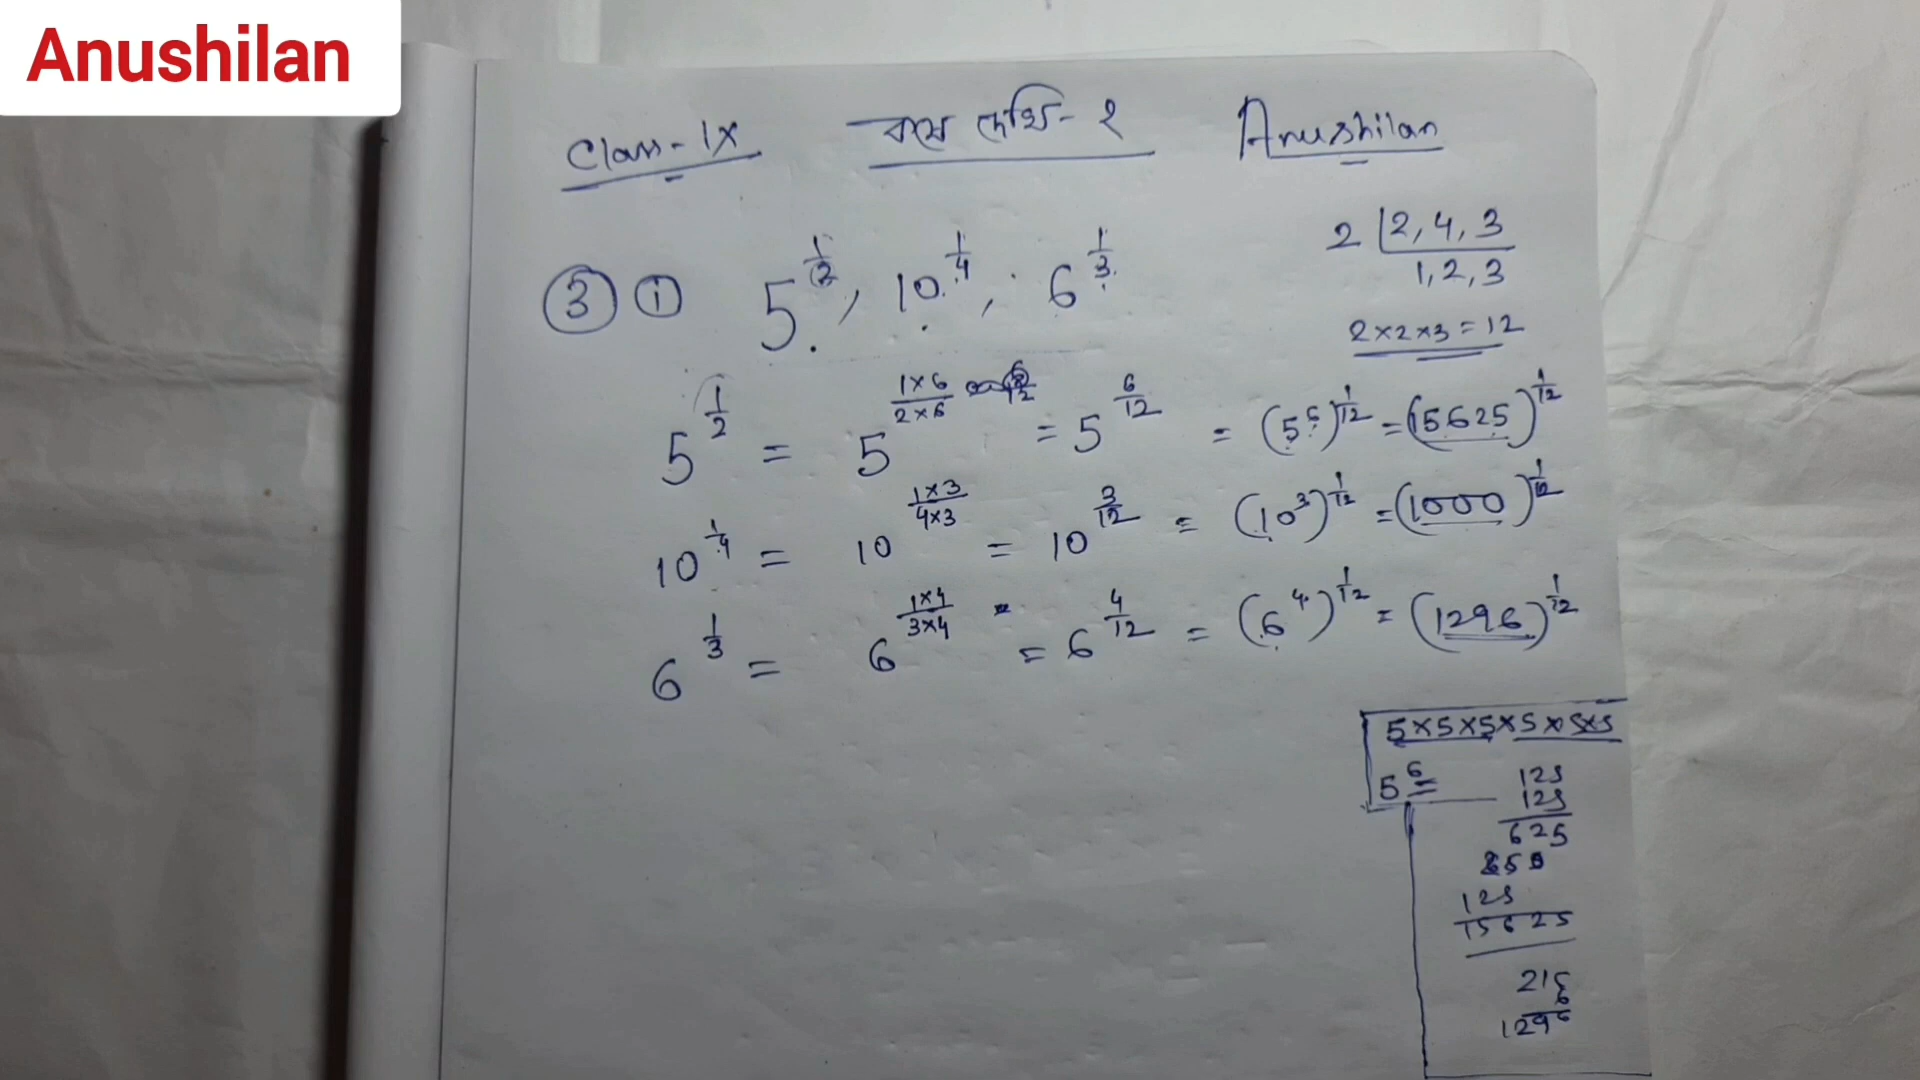 Anushilan
Class - IX কষে দেখি - ২ Anushilan
③ ① 5^(1/2), 10^(1/4), 6^(1/3)
2 | 2, 4, 3
1, 2, 3
2×2×3 = 12
5^(1/2) = 5^(1×6/2×6) = 5^(6/12) = (5^6)^(1/12) = (15625)^(1/12)
10^(1/4) = 10^(1×3/4×3) = 10^(3/12) = (10^3)^(1/12) = (1000)^(1/12)
6^(1/3) = 6^(1×4/3×4) = 6^(4/12) = (6^4)^(1/12) = (1296)^(1/12)
5×5×5×5×5×5
5^6 =
125
125
625
250
125
15625
216
6
1296